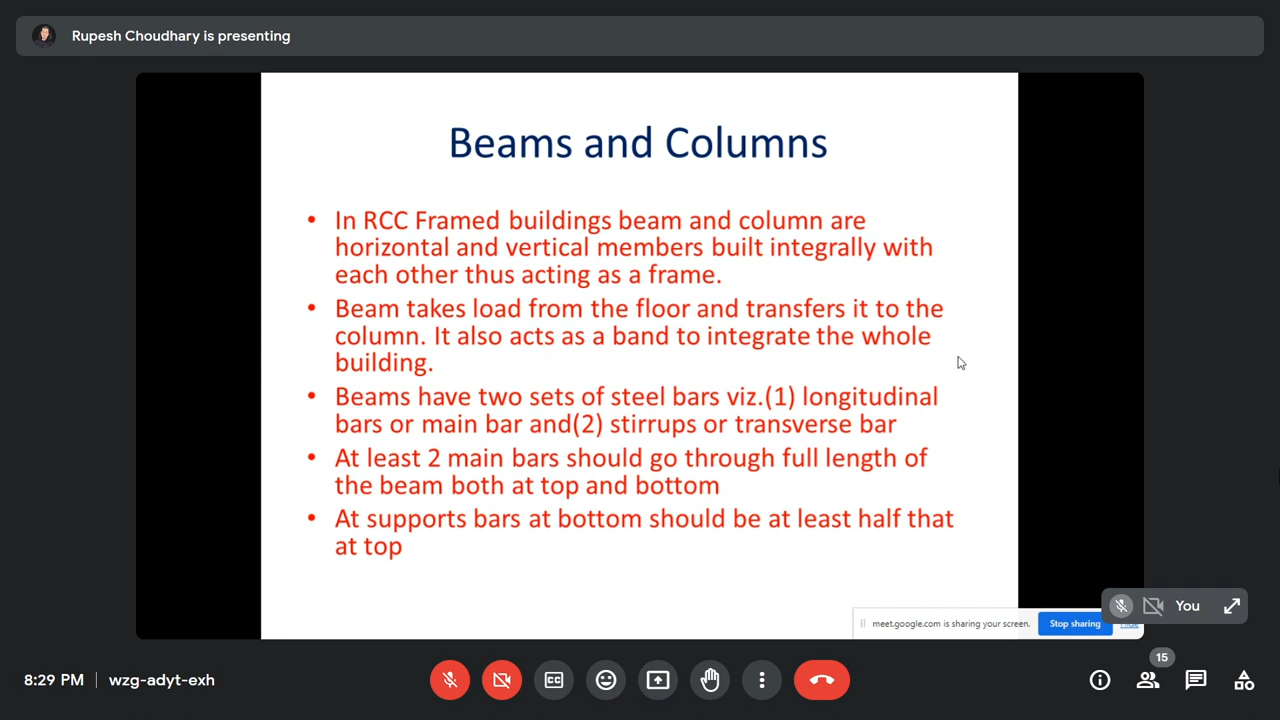 Rupesh Choudhary is presenting
Beams and Columns
• In RCC Framed buildings beam and column are
horizontal and vertical members built integrally with
each other thus acting as a frame.
• Beam takes load from the floor and transfers it to the
column. It also acts as a band to integrate the whole
building.
• Beams have two sets of steel bars viz.(1) longitudinal
bars or main bar and(2) stirrups or transverse bar
• At least 2 main bars should go through full length of
the beam both at top and bottom
• At supports bars at bottom should be at least half that
at top
You
meet.google.com is sharing your screen.
Stop sharing
15
8:29 PM
wzg-adyt-exh